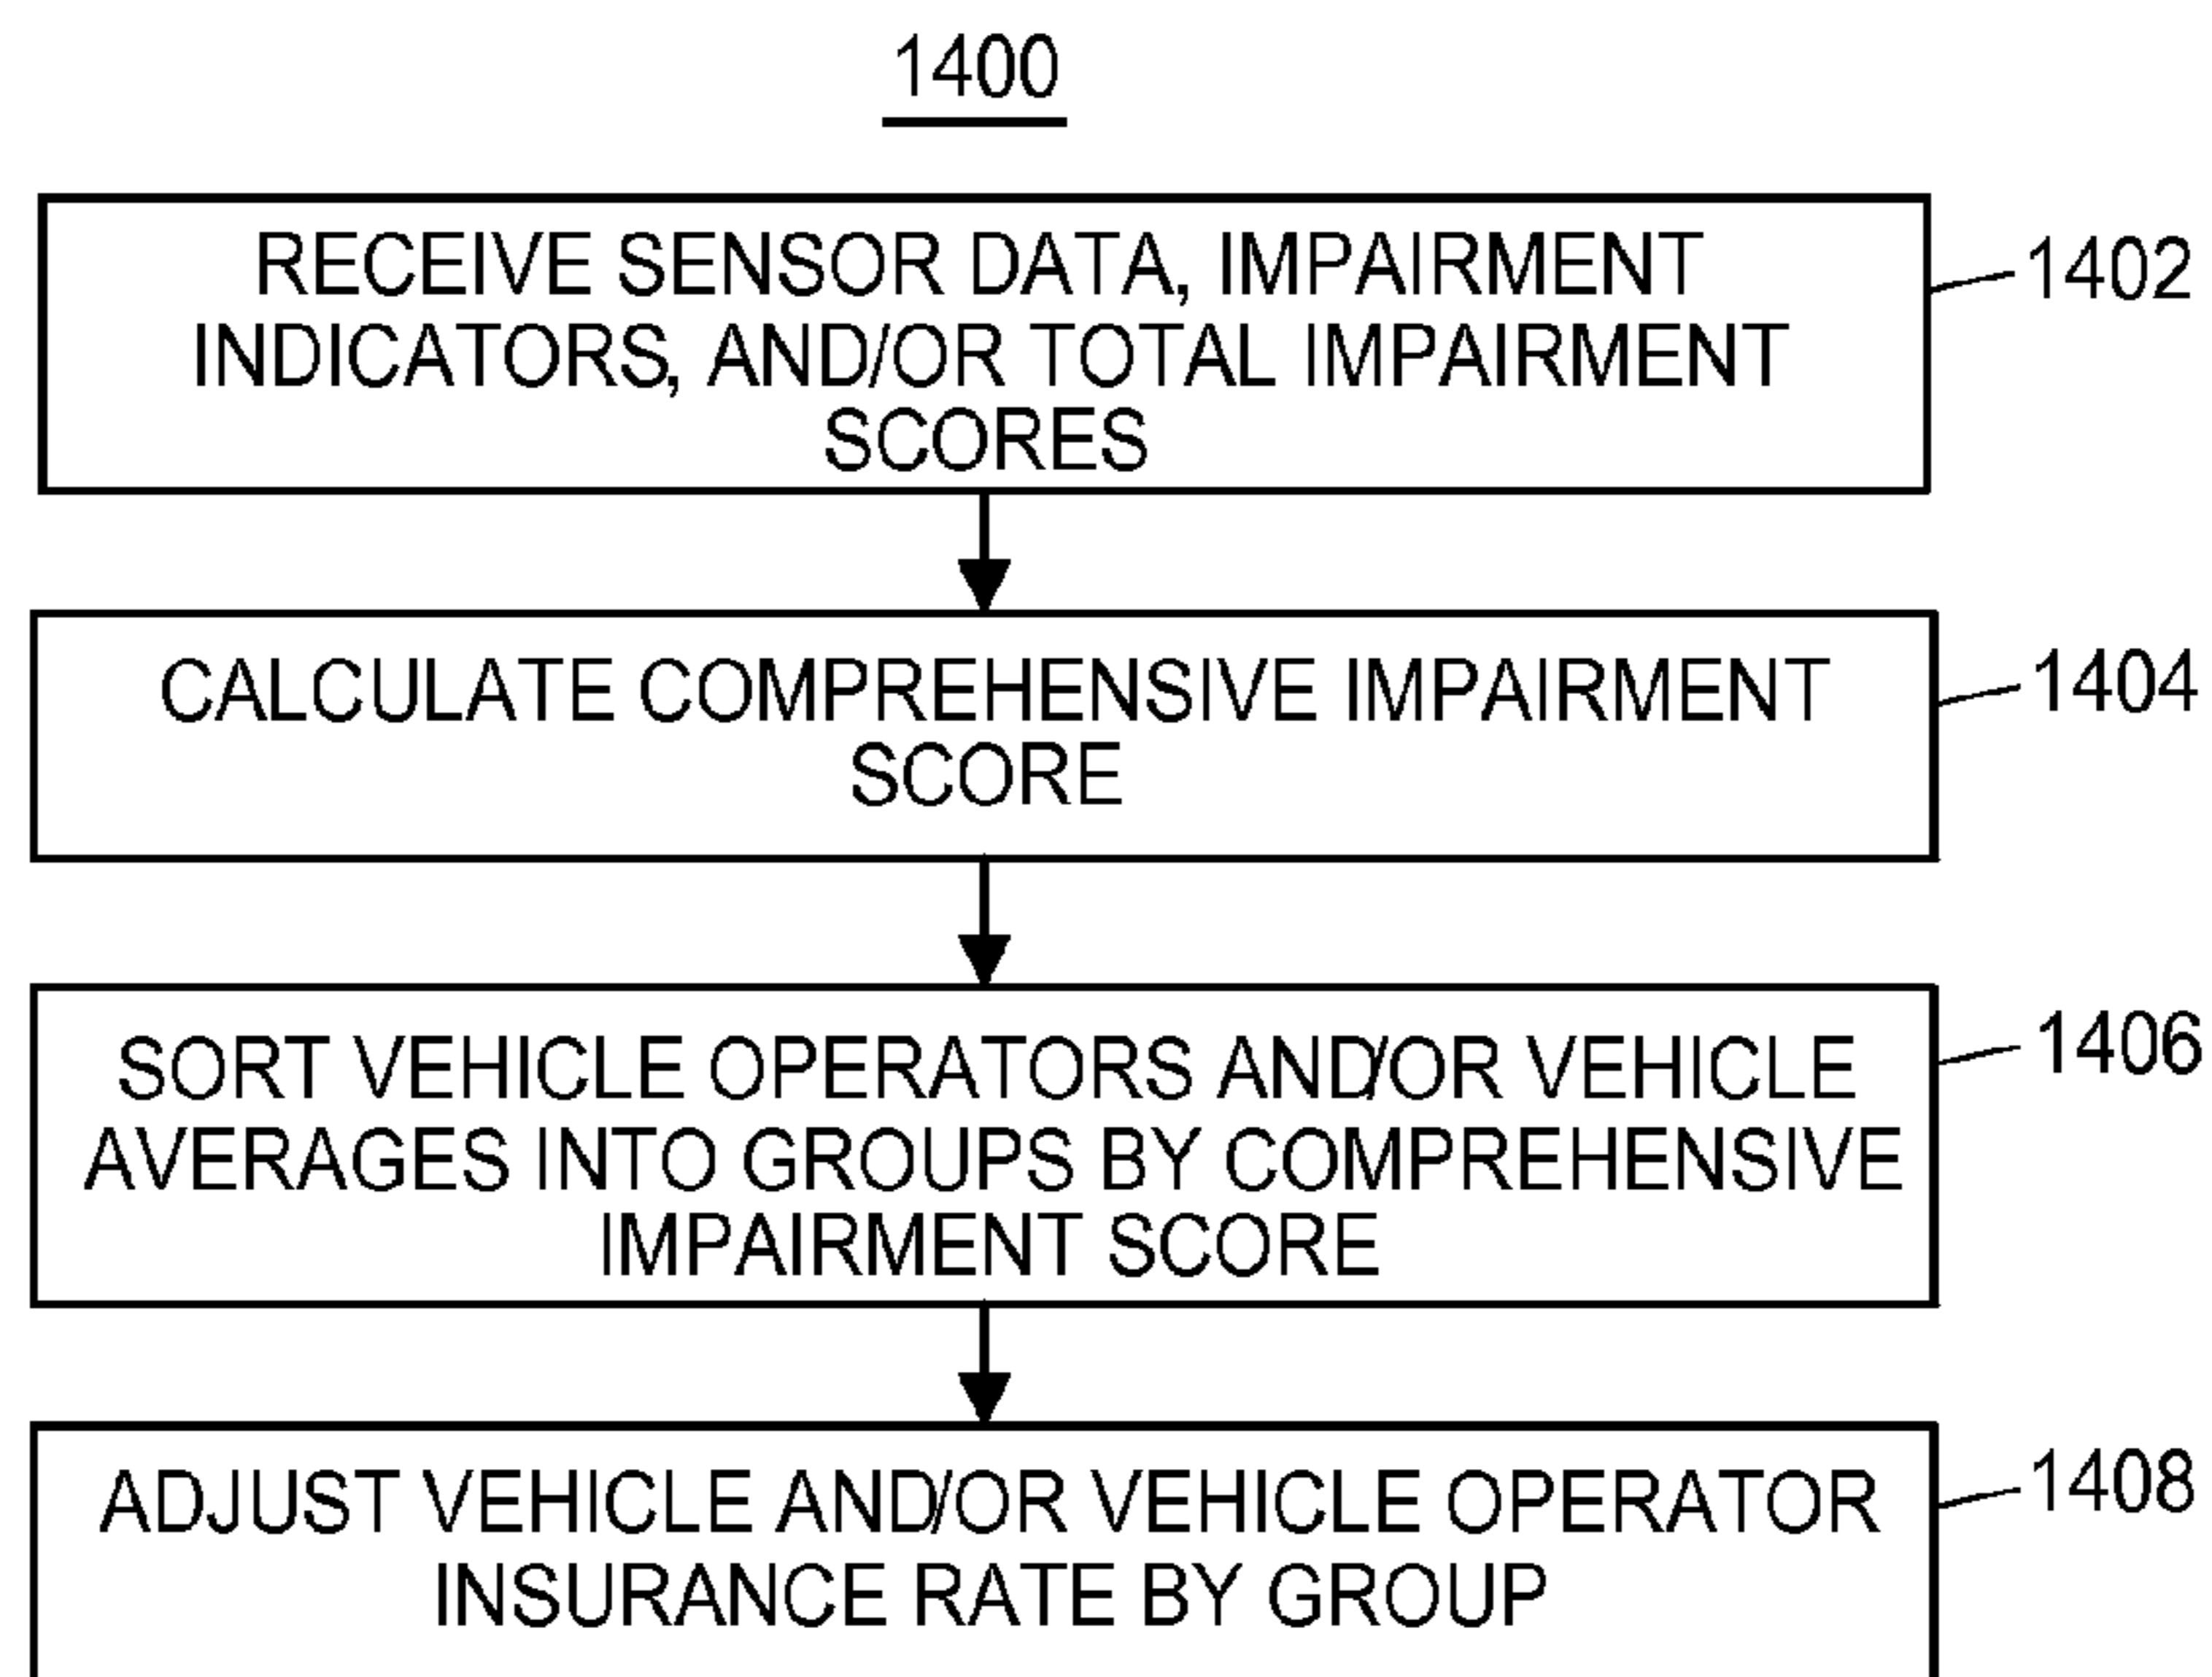 1400
RECEIVE SENSOR DATA, IMPAIRMENT
INDICATORS, AND/OR TOTAL IMPAIRMENT
SCORES
1402
CALCULATE COMPREHENSIVE IMPAIRMENT
SCORE
1404
SORT VEHICLE OPERATORS AND/OR VEHICLE
AVERAGES INTO GROUPS BY COMPREHENSIVE
IMPAIRMENT SCORE
1406
ADJUST VEHICLE AND/OR VEHICLE OPERATOR
INSURANCE RATE BY GROUP
1408